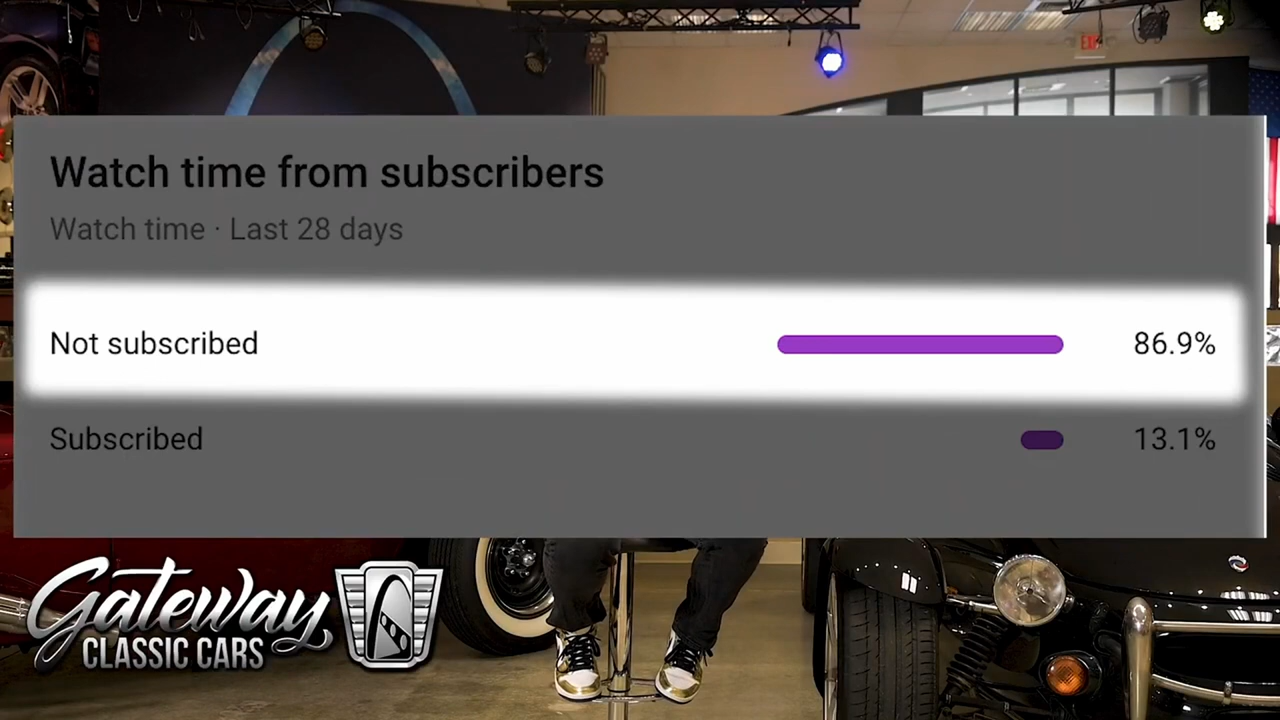 Watch time from subscribers
Watch time · Last 28 days
Not subscribed
86.9%
Subscribed
13.1%
Gateway
CLASSIC CARS